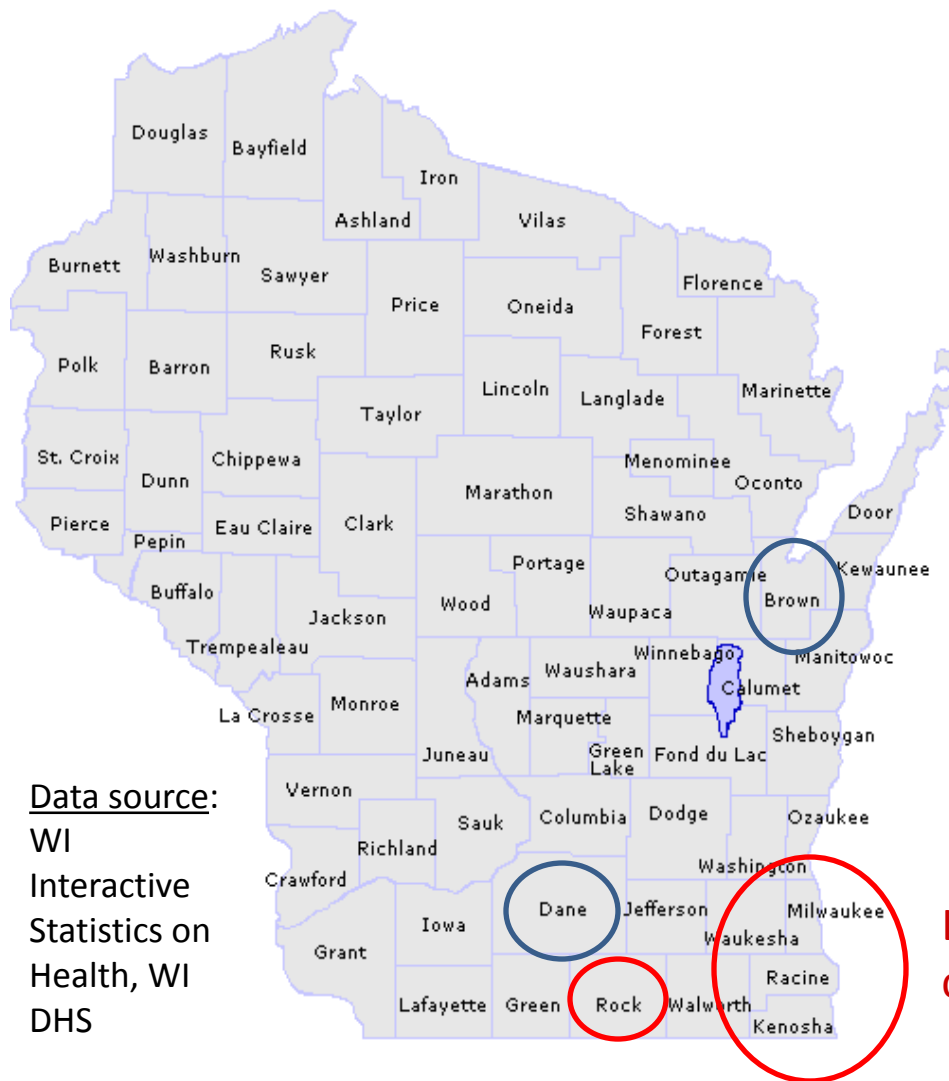 Douglas
Bayfield
Iron
Ashland
Vilas
Burnett
Washburn
Sawyer
Price
Oneida
Florence
Forest
Polk
Barron
Rusk
Lincoln
Langlade
Marinette
Taylor
St. Croix
Dunn
Chippewa
Menominee
Oconto
Marathon
Pierce
Eau Claire
Clark
Shawano
Door
Pepin
Portage
Outagamie
Kewaunee
Buffalo
Wood
Waupaca
Brown
Jackson
Trempealeau
Winnebago
Manitowoc
Adams
Waushara
Calumet
La Crosse
Monroe
Marquette
Juneau
Green
Lake
Fond du Lac
Sheboygan
Vernon
Sauk
Columbia
Dodge
Ozaukee
Richland
Washington
Crawford
Dane
Jefferson
Milwaukee
Iowa
Waukesha
Grant
Racine
Lafayette
Green
Rock
Walworth
Kenosha
Data source:
WI
Interactive
Statistics on
Health, WI
DHS